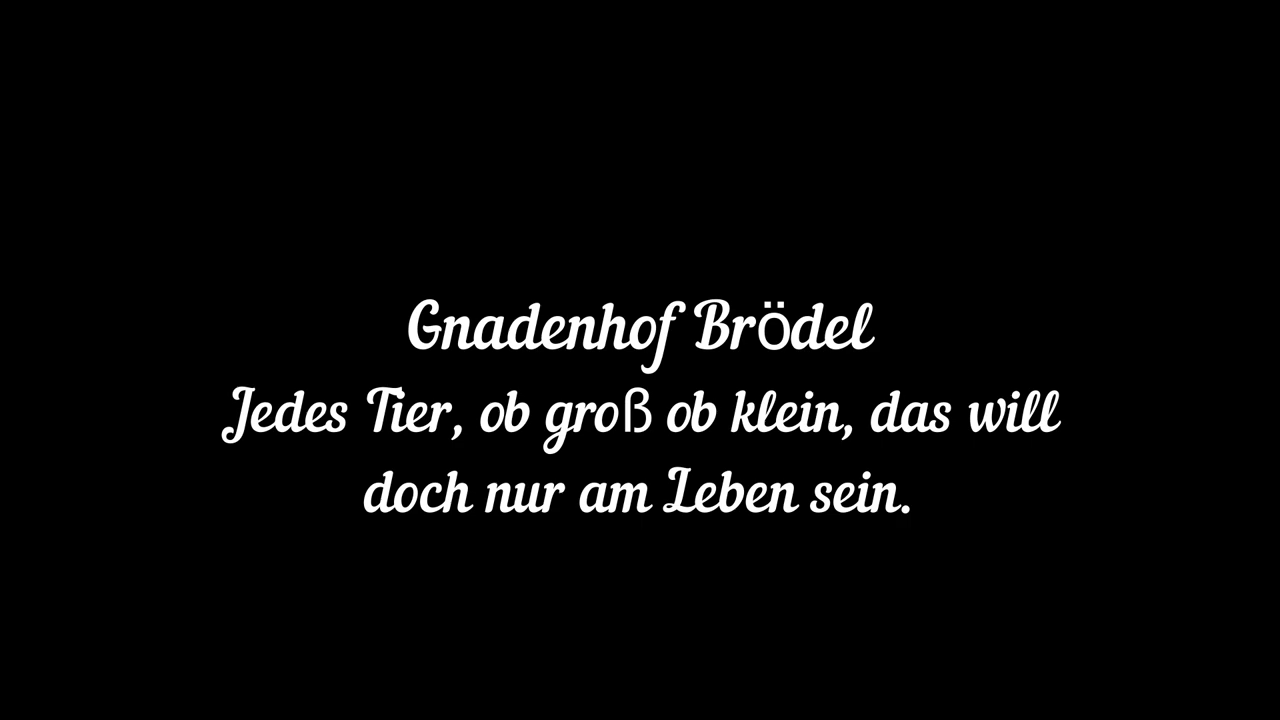 Gnadenhof Brödel
Jedes Tier, ob groß ob klein, das will
doch nur am Leben sein.